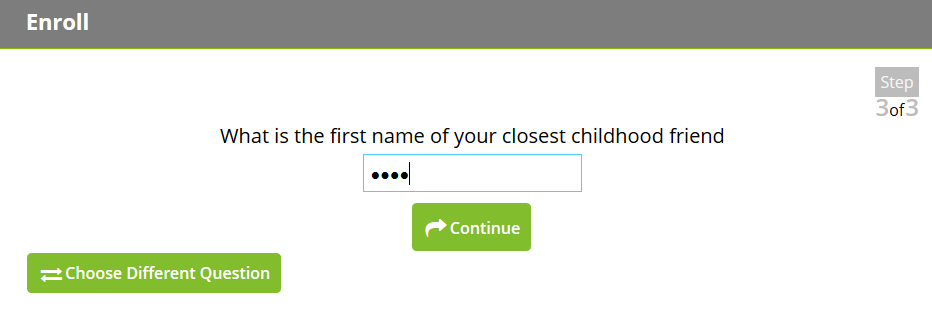 Enroll
Step
3of3
What is the first name of your closest childhood friend
••••
Continue
Choose Different Question